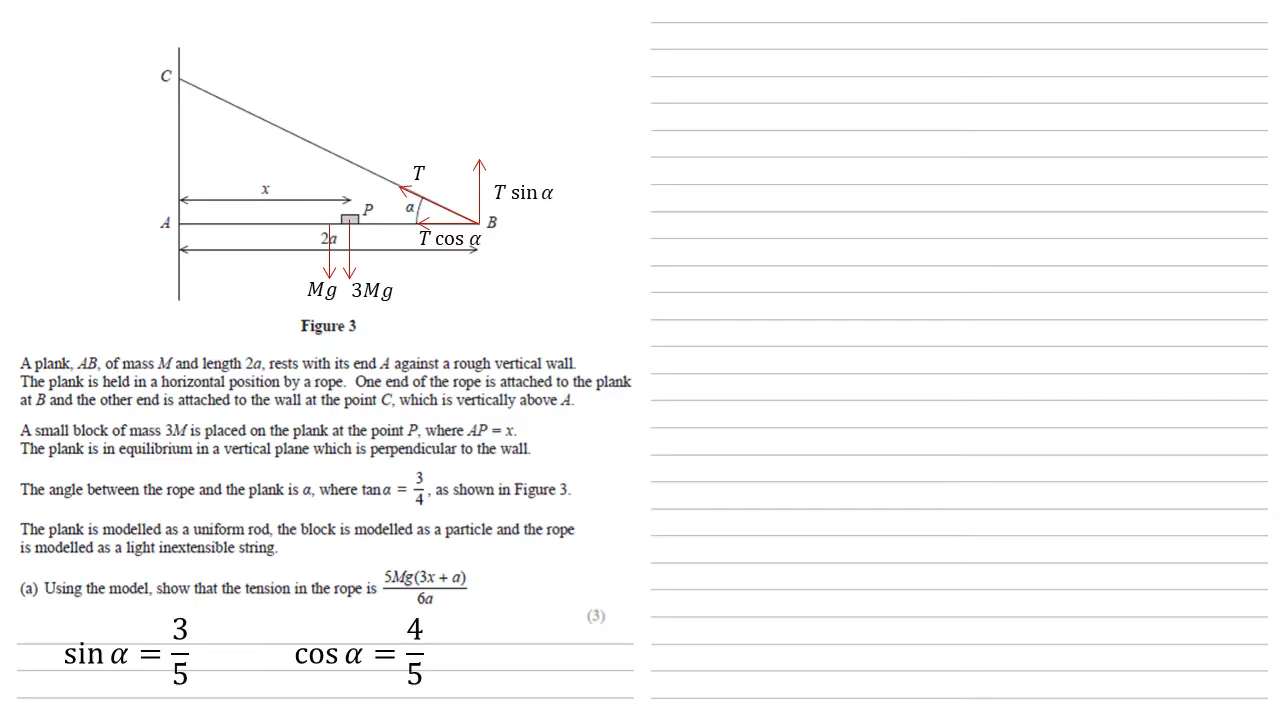 C
T
x
T sin α
P
α
A
B
2a
T cos α
Mg
3Mg
Figure 3
A plank, AB, of mass M and length 2a, rests with its end A against a rough vertical wall.
The plank is held in a horizontal position by a rope. One end of the rope is attached to the plank
at B and the other end is attached to the wall at the point C, which is vertically above A.
A small block of mass 3M is placed on the plank at the point P, where AP = x.
The plank is in equilibrium in a vertical plane which is perpendicular to the wall.
The angle between the rope and the plank is α, where tan α = 3/4, as shown in Figure 3.
The plank is modelled as a uniform rod, the block is modelled as a particle and the rope
is modelled as a light inextensible string.
(a) Using the model, show that the tension in the rope is 5Mg(3x + a)/6a
(3)
sin α = 3/5 cos α = 4/5